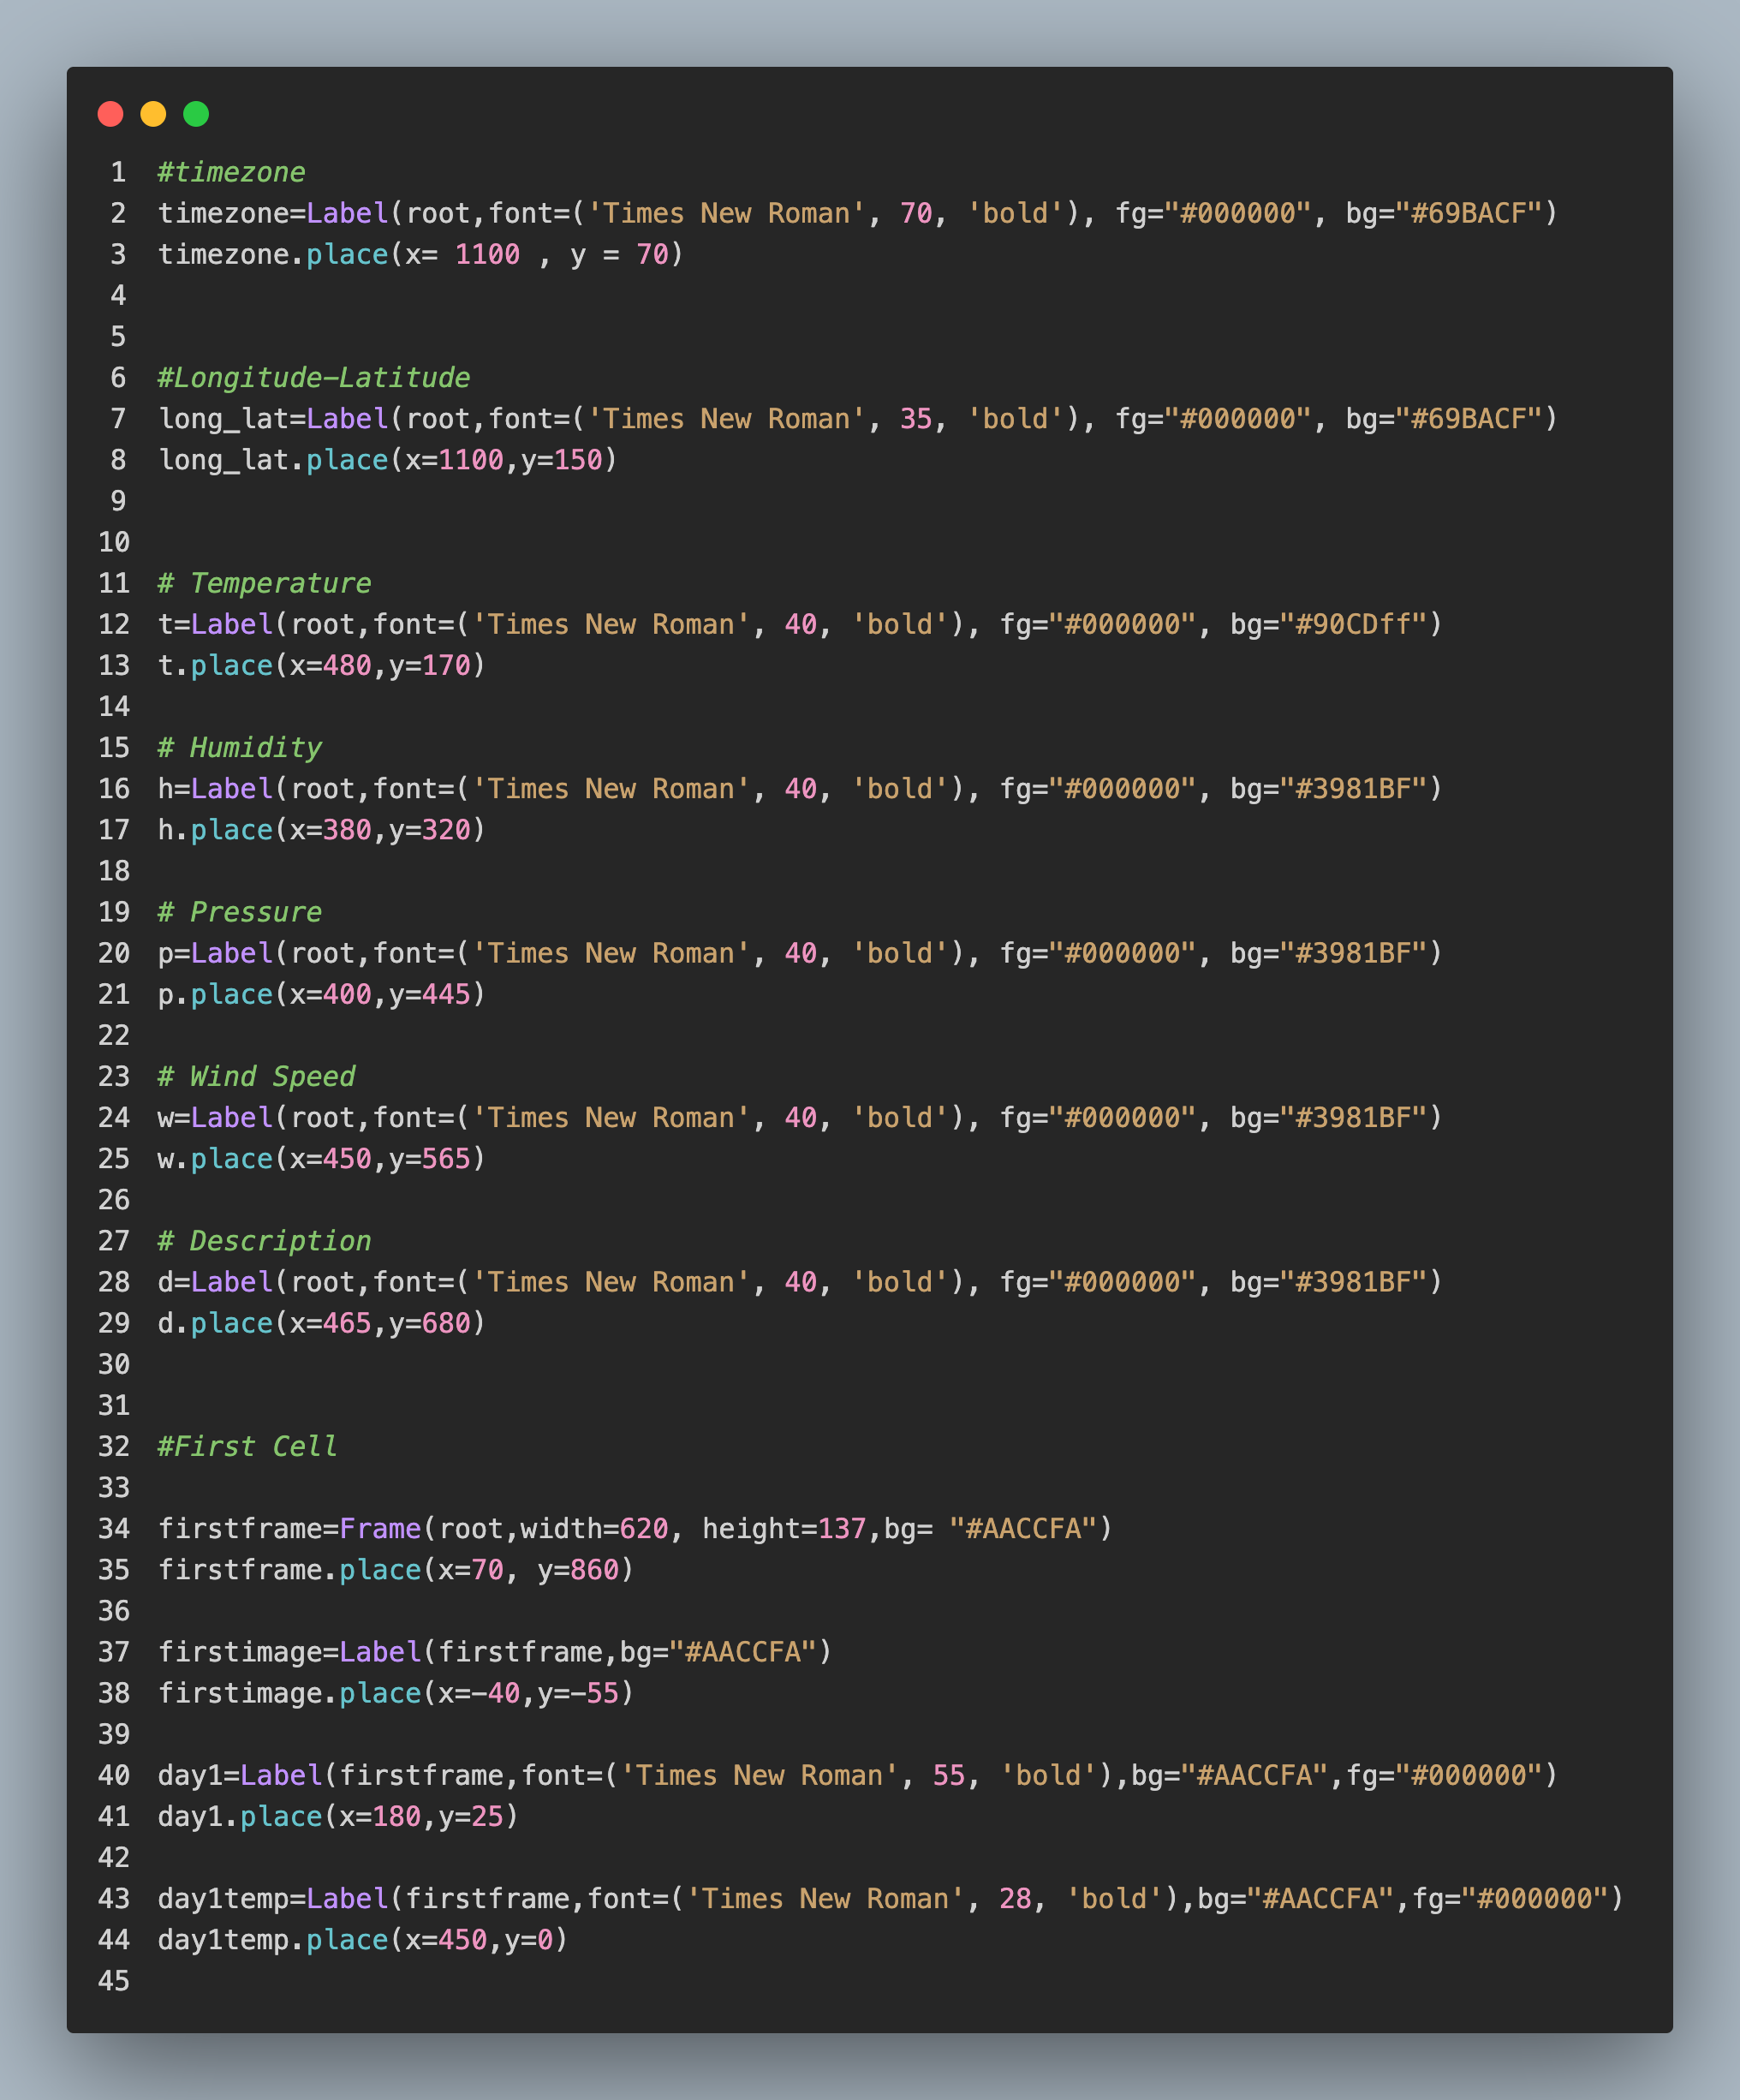 1 #timezone
2 timezone=Label(root,font=('Times New Roman', 70, 'bold'), fg="#000000", bg="#69BACF")
3 timezone.place(x= 1100 , y = 70)
4
5
6 #Longitude-Latitude
7 long_lat=Label(root,font=('Times New Roman', 35, 'bold'), fg="#000000", bg="#69BACF")
8 long_lat.place(x=1100,y=150)
9
10
11 # Temperature
12 t=Label(root,font=('Times New Roman', 40, 'bold'), fg="#000000", bg="#90CDff")
13 t.place(x=480,y=170)
14
15 # Humidity
16 h=Label(root,font=('Times New Roman', 40, 'bold'), fg="#000000", bg="#3981BF")
17 h.place(x=380,y=320)
18
19 # Pressure
20 p=Label(root,font=('Times New Roman', 40, 'bold'), fg="#000000", bg="#3981BF")
21 p.place(x=400,y=445)
22
23 # Wind Speed
24 w=Label(root,font=('Times New Roman', 40, 'bold'), fg="#000000", bg="#3981BF")
25 w.place(x=450,y=565)
26
27 # Description
28 d=Label(root,font=('Times New Roman', 40, 'bold'), fg="#000000", bg="#3981BF")
29 d.place(x=465,y=680)
30
31
32 #First Cell
33
34 firstframe=Frame(root,width=620, height=137,bg= "#AACCFA")
35 firstframe.place(x=70, y=860)
36
37 firstimage=Label(firstframe,bg="#AACCFA")
38 firstimage.place(x=-40,y=-55)
39
40 day1=Label(firstframe,font=('Times New Roman', 55, 'bold'),bg="#AACCFA",fg="#000000")
41 day1.place(x=180,y=25)
42
43 day1temp=Label(firstframe,font=('Times New Roman', 28, 'bold'),bg="#AACCFA",fg="#000000")
44 day1temp.place(x=450,y=0)
45